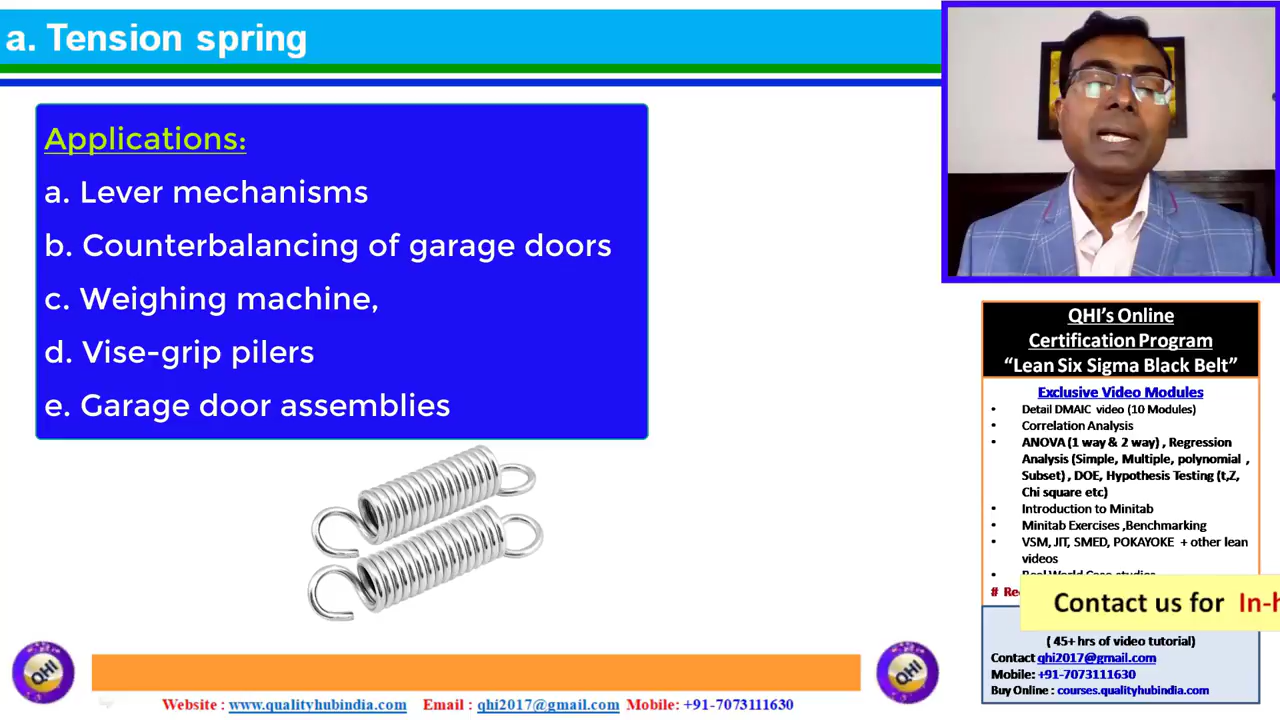 a. Tension spring
Applications:
a. Lever mechanisms
b. Counterbalancing of garage doors
c. Weighing machine,
d. Vise-grip pilers
e. Garage door assemblies
QHI's Online
Certification Program
"Lean Six Sigma Black Belt"
Exclusive Video Modules
• Detail DMAIC video (10 Modules)
• Correlation Analysis
• ANOVA (1 way & 2 way) , Regression
Analysis (Simple, Multiple, polynomial ,
Subset) , DOE, Hypothesis Testing (t,Z,
Chi square etc)
• Introduction to Minitab
• Minitab Exercises ,Benchmarking
• VSM, JIT, SMED, POKAYOKE + other lean
videos
• Real World Case studies
#
Contact us for
( 45+ hrs of video tutorial)
Contact qhi2017@gmail.com
Mobile: +91-7073111630
Buy Online : courses.qualityhubindia.com
QHI
QHI
Website : www.qualityhubindia.com Email : qhi2017@gmail.com Mobile: +91-7073111630